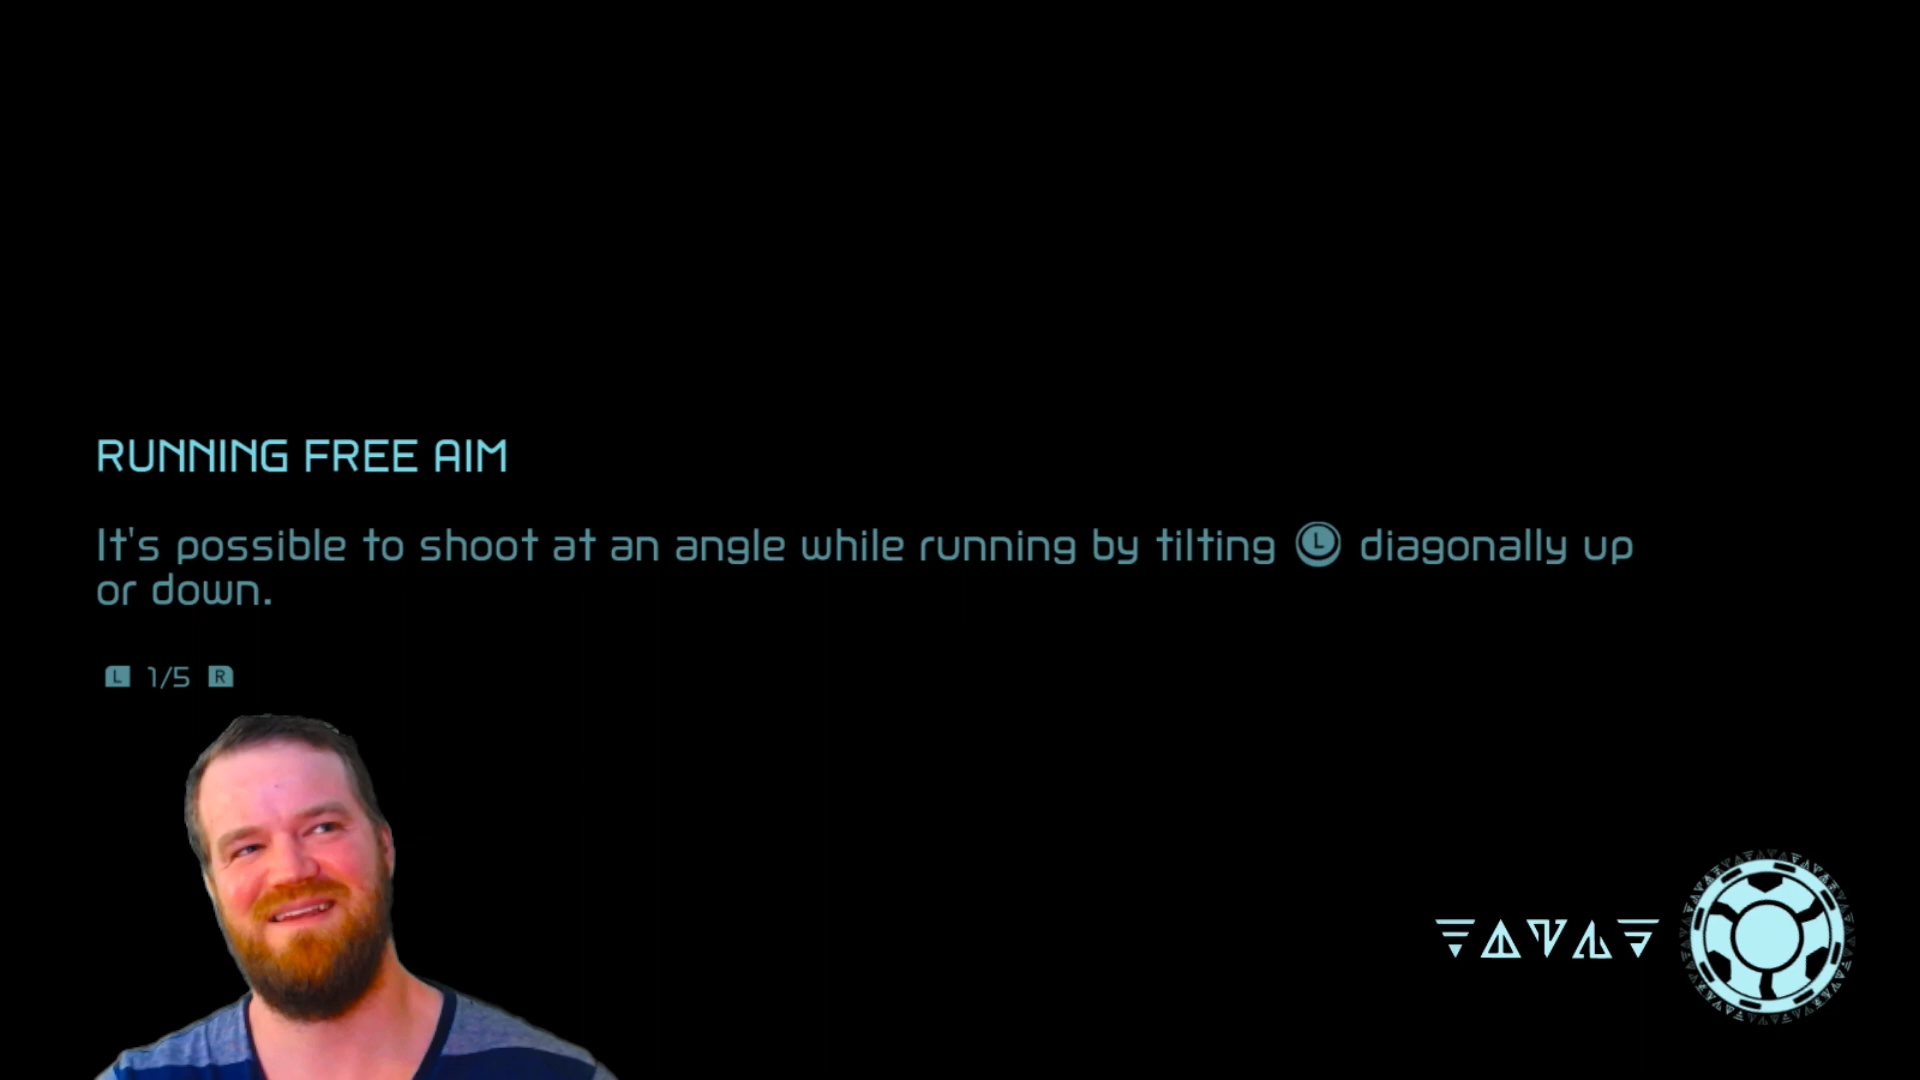 RUNNING FREE AIM
It's possible to shoot at an angle while running by tilting L diagonally up
or down.
L 1/5 R